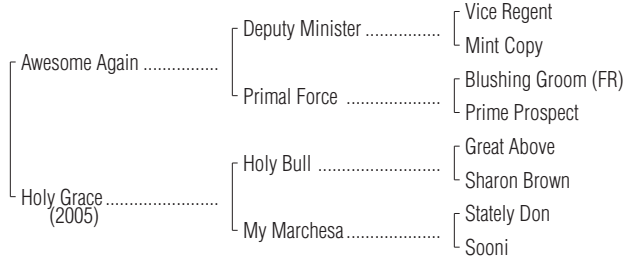 Vice Regent
Deputy Minister ..................
Mint Copy
Awesome Again ...............
Blushing Groom (FR)
Primal Force ...................
Prime Prospect
Great Above
Holy Bull ........................
Sharon Brown
Holy Grace ......................
(2005)
Stately Don
My Marchesa ...................
Sooni